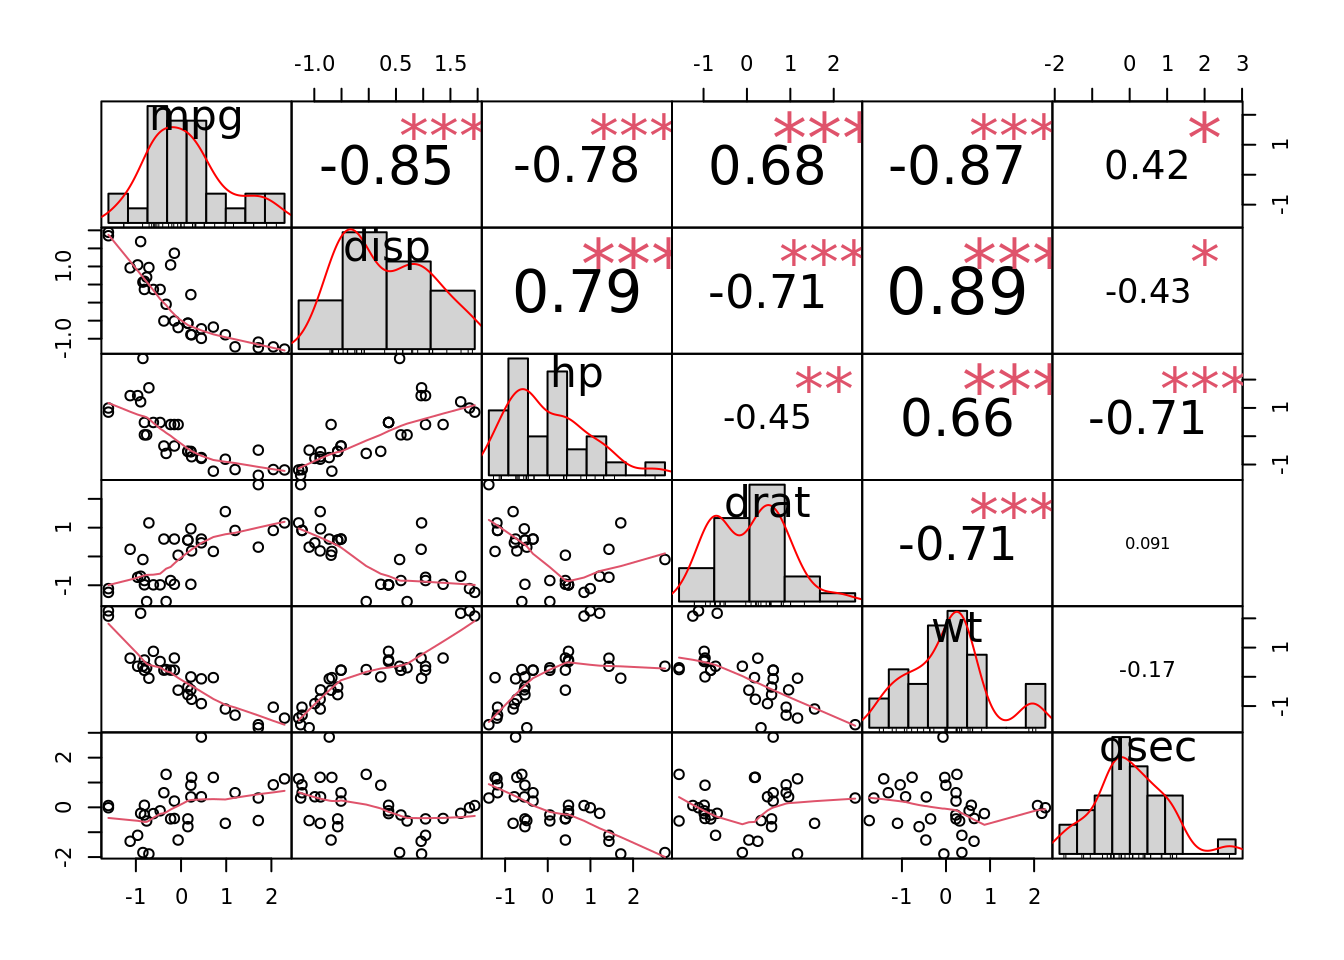 -1.0 0.5 1.5 -1 0 1 2 -2 0 1 2 3
mpg *** -0.85 *** -0.78 *** 0.68 *** -0.87 * 0.42 -1 1
-1.0 1.0 disp *** 0.79 *** -0.71 *** 0.89 * -0.43
hp ** -0.45 *** 0.66 *** -0.71 -1 1
-1 1 drat *** -0.71 0.091
wt -0.17 -1 1
-2 0 2 qsec
-1 0 1 2 -1 0 1 2 -1 0 1 2